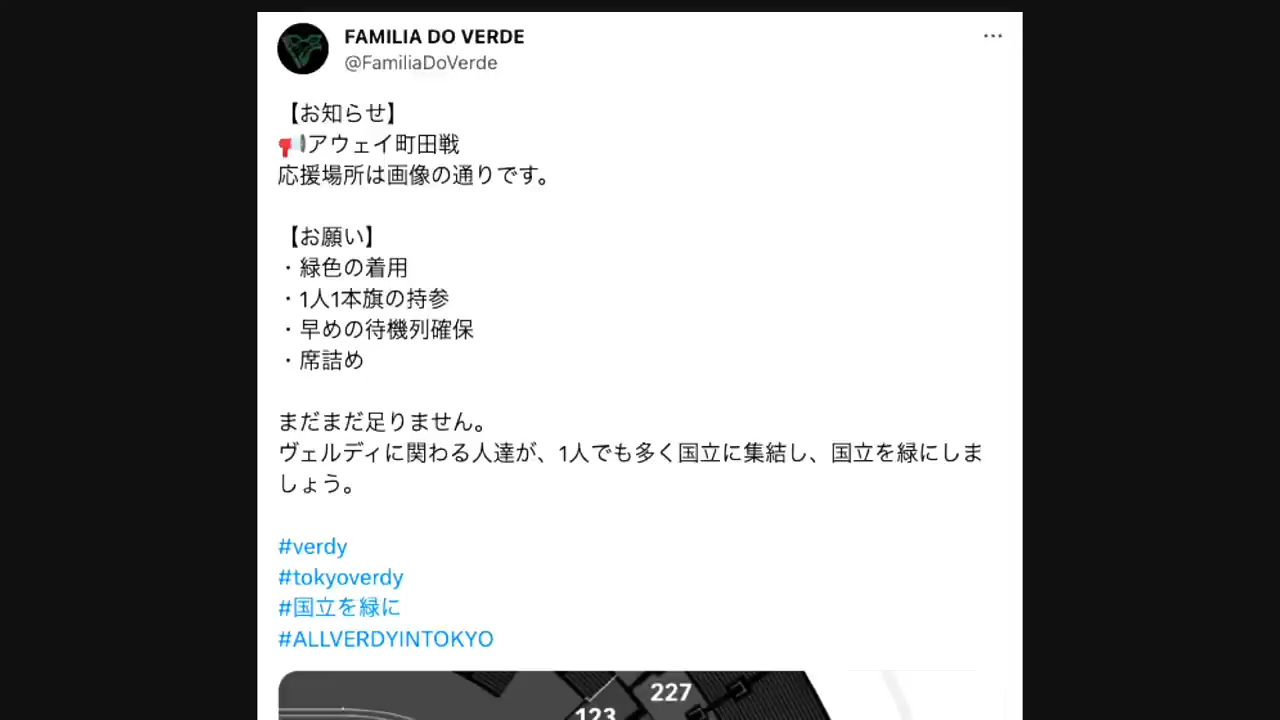 FAMILIA DO VERDE
@FamiliaDoVerde
【お知らせ】
📢アウェイ町田戦
応援場所は画像の通りです。
【お願い】
・緑色の着用
・1人1本旗の持参
・早めの待機列確保
・席詰め
まだまだ足りません。
ヴェルディに関わる人達が、1人でも多く国立に集結し、国立を緑にしま
しょう。
#verdy
#tokyoverdy
#国立を緑に
#ALLVERDYINTOKYO
227
123